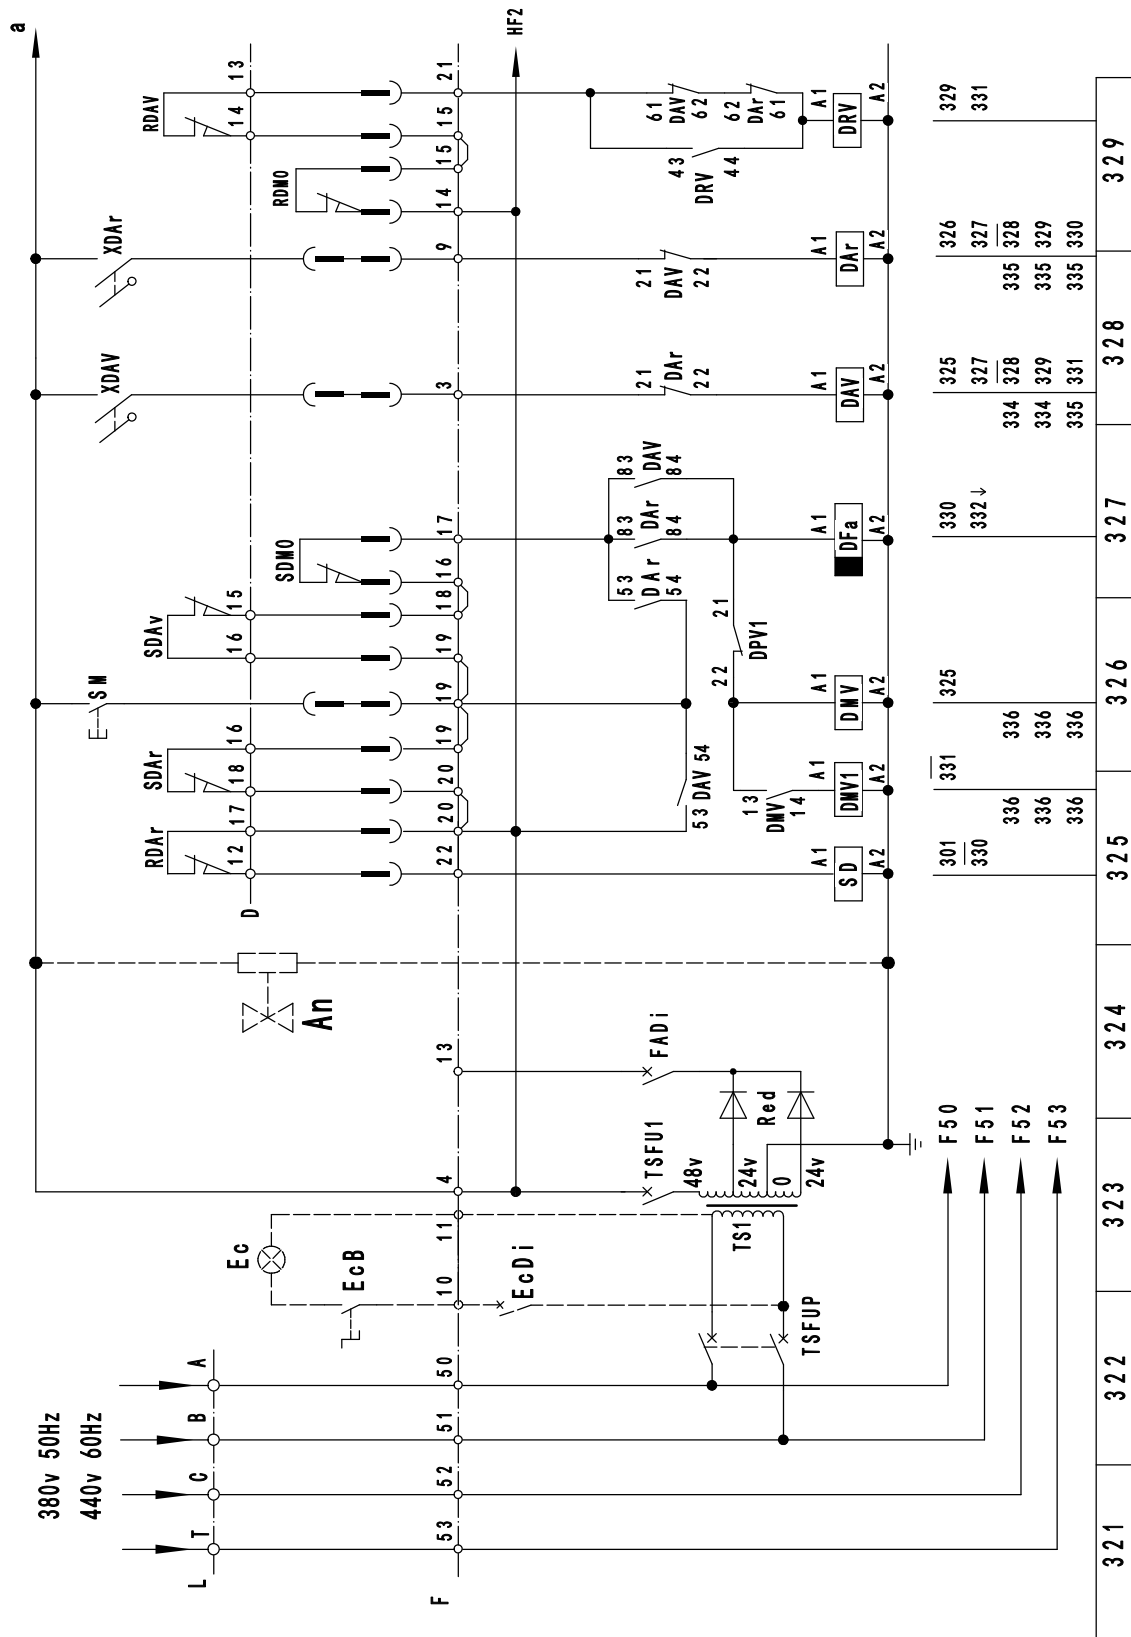 a
HF2
RDAV
14
13
RDMO
14
15
15
21
61
DAV
62
62
DAr
61
43
DRV
44
A1
DRV
A2
329
331
329
XDAr
9
21
DAV
22
A1
DAr
A2
326
327
328
329
330
335
335
335
XDAV
3
21
DAr
22
A1
DAV
A2
325
327
328
329
331
334
334
335
328
SDMO
16
17
83
DAV
84
83
DAr
84
53
DAr
54
A1
DFa
A2
330
332
327
SDAv
16
15
19
18
SM
19
21
DPV1
22
A1
DMV
A2
325
336
336
336
326
SDAr
18
16
20
19
53 DAV 54
13
DMV
14
A1
DMV1
A2
331
336
336
336
RDAr
12
17
22
20
A1
SD
A2
301
330
325
D
An
324
13
FADi
Red
4
TSFU1
48v
24v
0
24v
TS1
323
11
Ec
EcB
10
EcDi
TSFUP
F50
F51
F52
F53
322
380v 50Hz
440v 60Hz
A
B
C
T
L
50
51
52
53
F
321